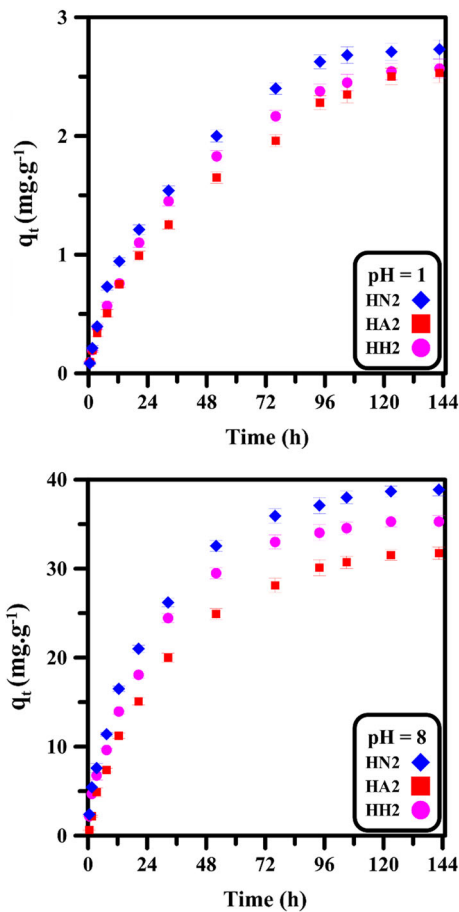 3
2
1
0
qt (mg.g-1)
pH = 1
HN2
HA2
HH2
0 24 48 72 96 120 144
Time (h)
40
30
20
10
0
qt (mg.g-1)
pH = 8
HN2
HA2
HH2
0 24 48 72 96 120 144
Time (h)